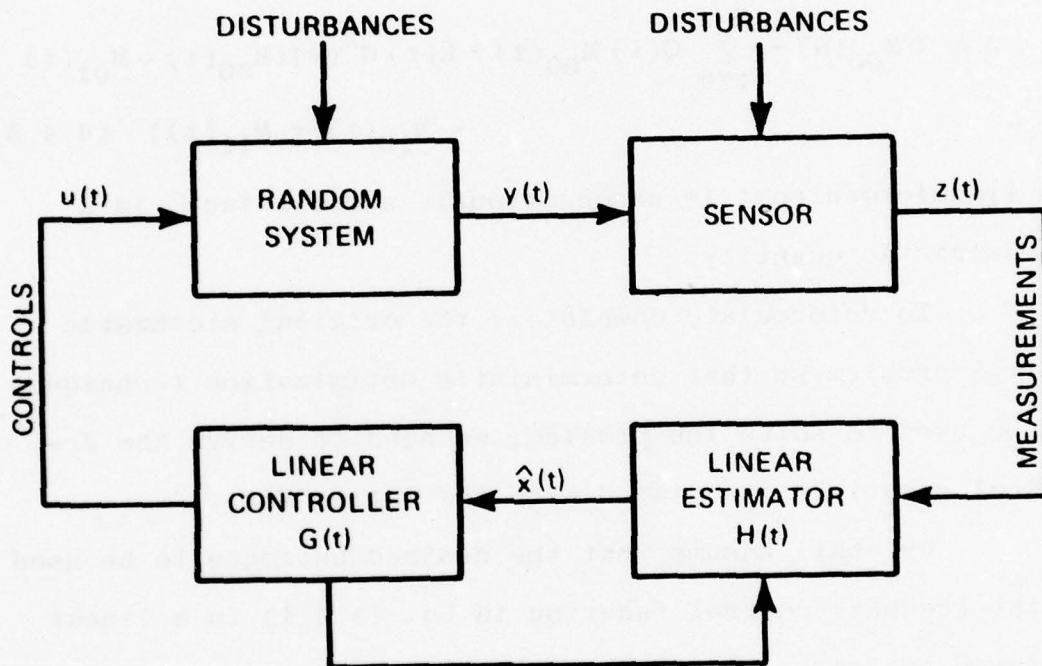 DISTURBANCES
DISTURBANCES
u(t)
RANDOM
SYSTEM
y(t)
SENSOR
z(t)
CONTROLS
MEASUREMENTS
LINEAR
CONTROLLER
G(t)
x̂(t)
LINEAR
ESTIMATOR
H(t)